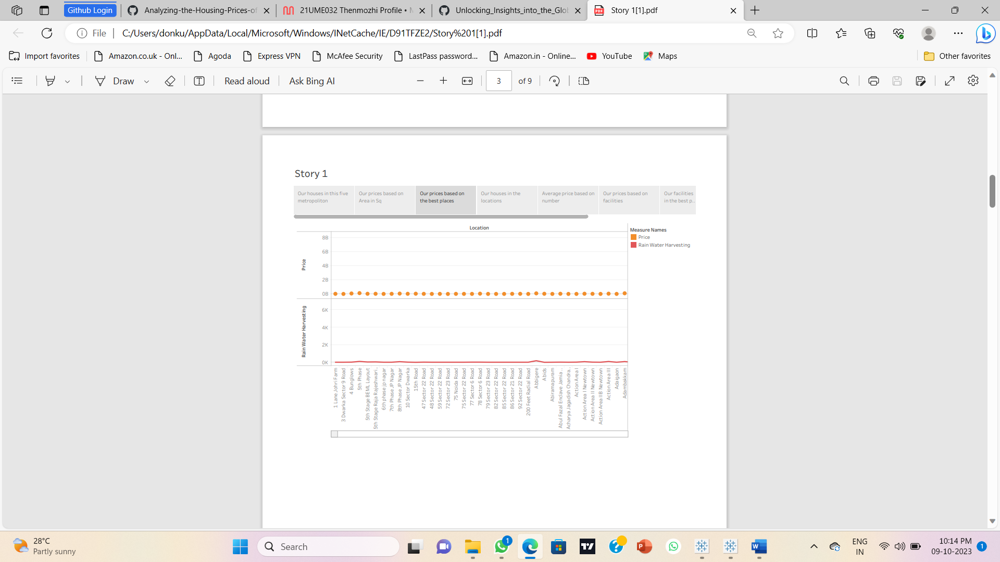 Github Login
Analyzing-the-Housing-Prices-of
21UME032 Thenmozhi Profile •
Unlocking_Insights_into_the_Glo
Story 1[1].pdf
File
C:/Users/donku/AppData/Local/Microsoft/Windows/INetCache/IE/D91TFZE2/Story%201[1].pdf
Import favorites
Amazon.co.uk - Onl...
Agoda
Express VPN
McAfee Security
LastPass password...
Amazon.in - Online...
YouTube
Maps
Other favorites
Draw
Read aloud
Ask Bing AI
3
of 9
Story 1
Our houses in this five
metropoliton
Our prices based on
Area in Sq
Our prices based on
the best places
Our houses in the
locations
Average price based on
number
Our prices based on
facilities
Our facilities
in the best p..
Location
Measure Names
Price
Rain Water Harvesting
Price
8B
6B
4B
2B
0B
Rain Water Harvesting
6K
4K
2K
0K
1 Lane Johri Farm
3 Dwarka Sector 9 Road
4 Bunglows
5th Phase
5th Stage BEML Layout
5th Stage Raja Rajeshwari..
6th phase jp nagar
7th Phase JP Nagar
8th Phase JP Nagar
10 Sector Dwarka
15th Road
47 Sector 22 Road
48 Sector 22 Road
59 Sector 22 Road
72 Sector 23 Road
75 Noida Road
75 Sector 22 Road
77 Sector 6 Road
78 Sector 6 Road
79 Sector 23 Road
82 Sector 22 Road
85 Sector 22 Road
86 Sector 21 Road
92 Sector 22 Road
200 Feet Radial Road
Abbigere
Abids
Abiramapuram
Abul Fazal Enclave Jamia ..
Acharya Jagadish Chandra..
Action Area I
Action Area I Newtown
Action Area II Newtown
Action Area IIB Newtown
Action Area III
Adaigaon
Adambakkam
28°C
Partly sunny
Search
1
ENG
IN
10:14 PM
09-10-2023
1